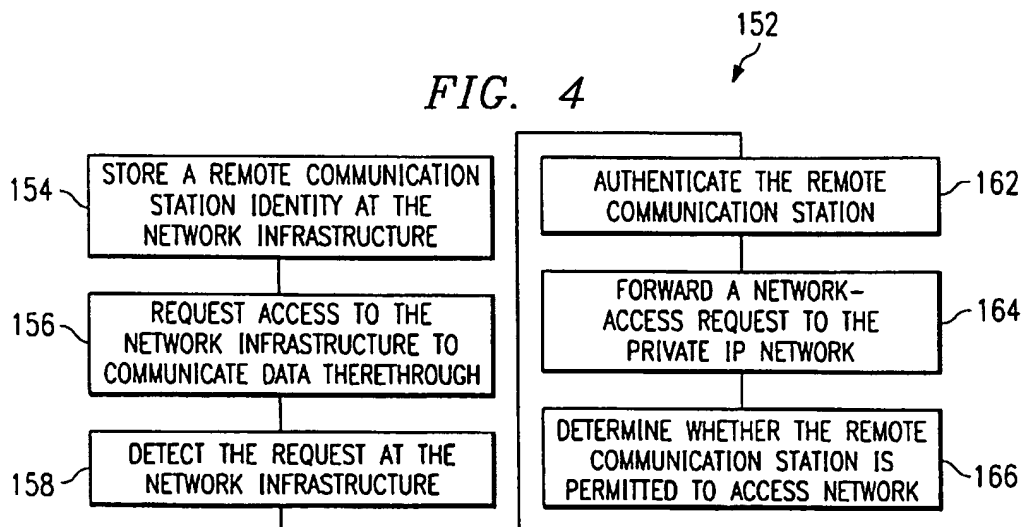 152
FIG. 4
154
STORE A REMOTE COMMUNICATION
STATION IDENTITY AT THE
NETWORK INFRASTRUCTURE
156
REQUEST ACCESS TO THE
NETWORK INFRASTRUCTURE TO
COMMUNICATE DATA THERETHROUGH
158
DETECT THE REQUEST AT THE
NETWORK INFRASTRUCTURE
AUTHENTICATE THE REMOTE
COMMUNICATION STATION
162
FORWARD A NETWORK-
ACCESS REQUEST TO THE
PRIVATE IP NETWORK
164
DETERMINE WHETHER THE REMOTE
COMMUNICATION STATION IS
PERMITTED TO ACCESS NETWORK
166